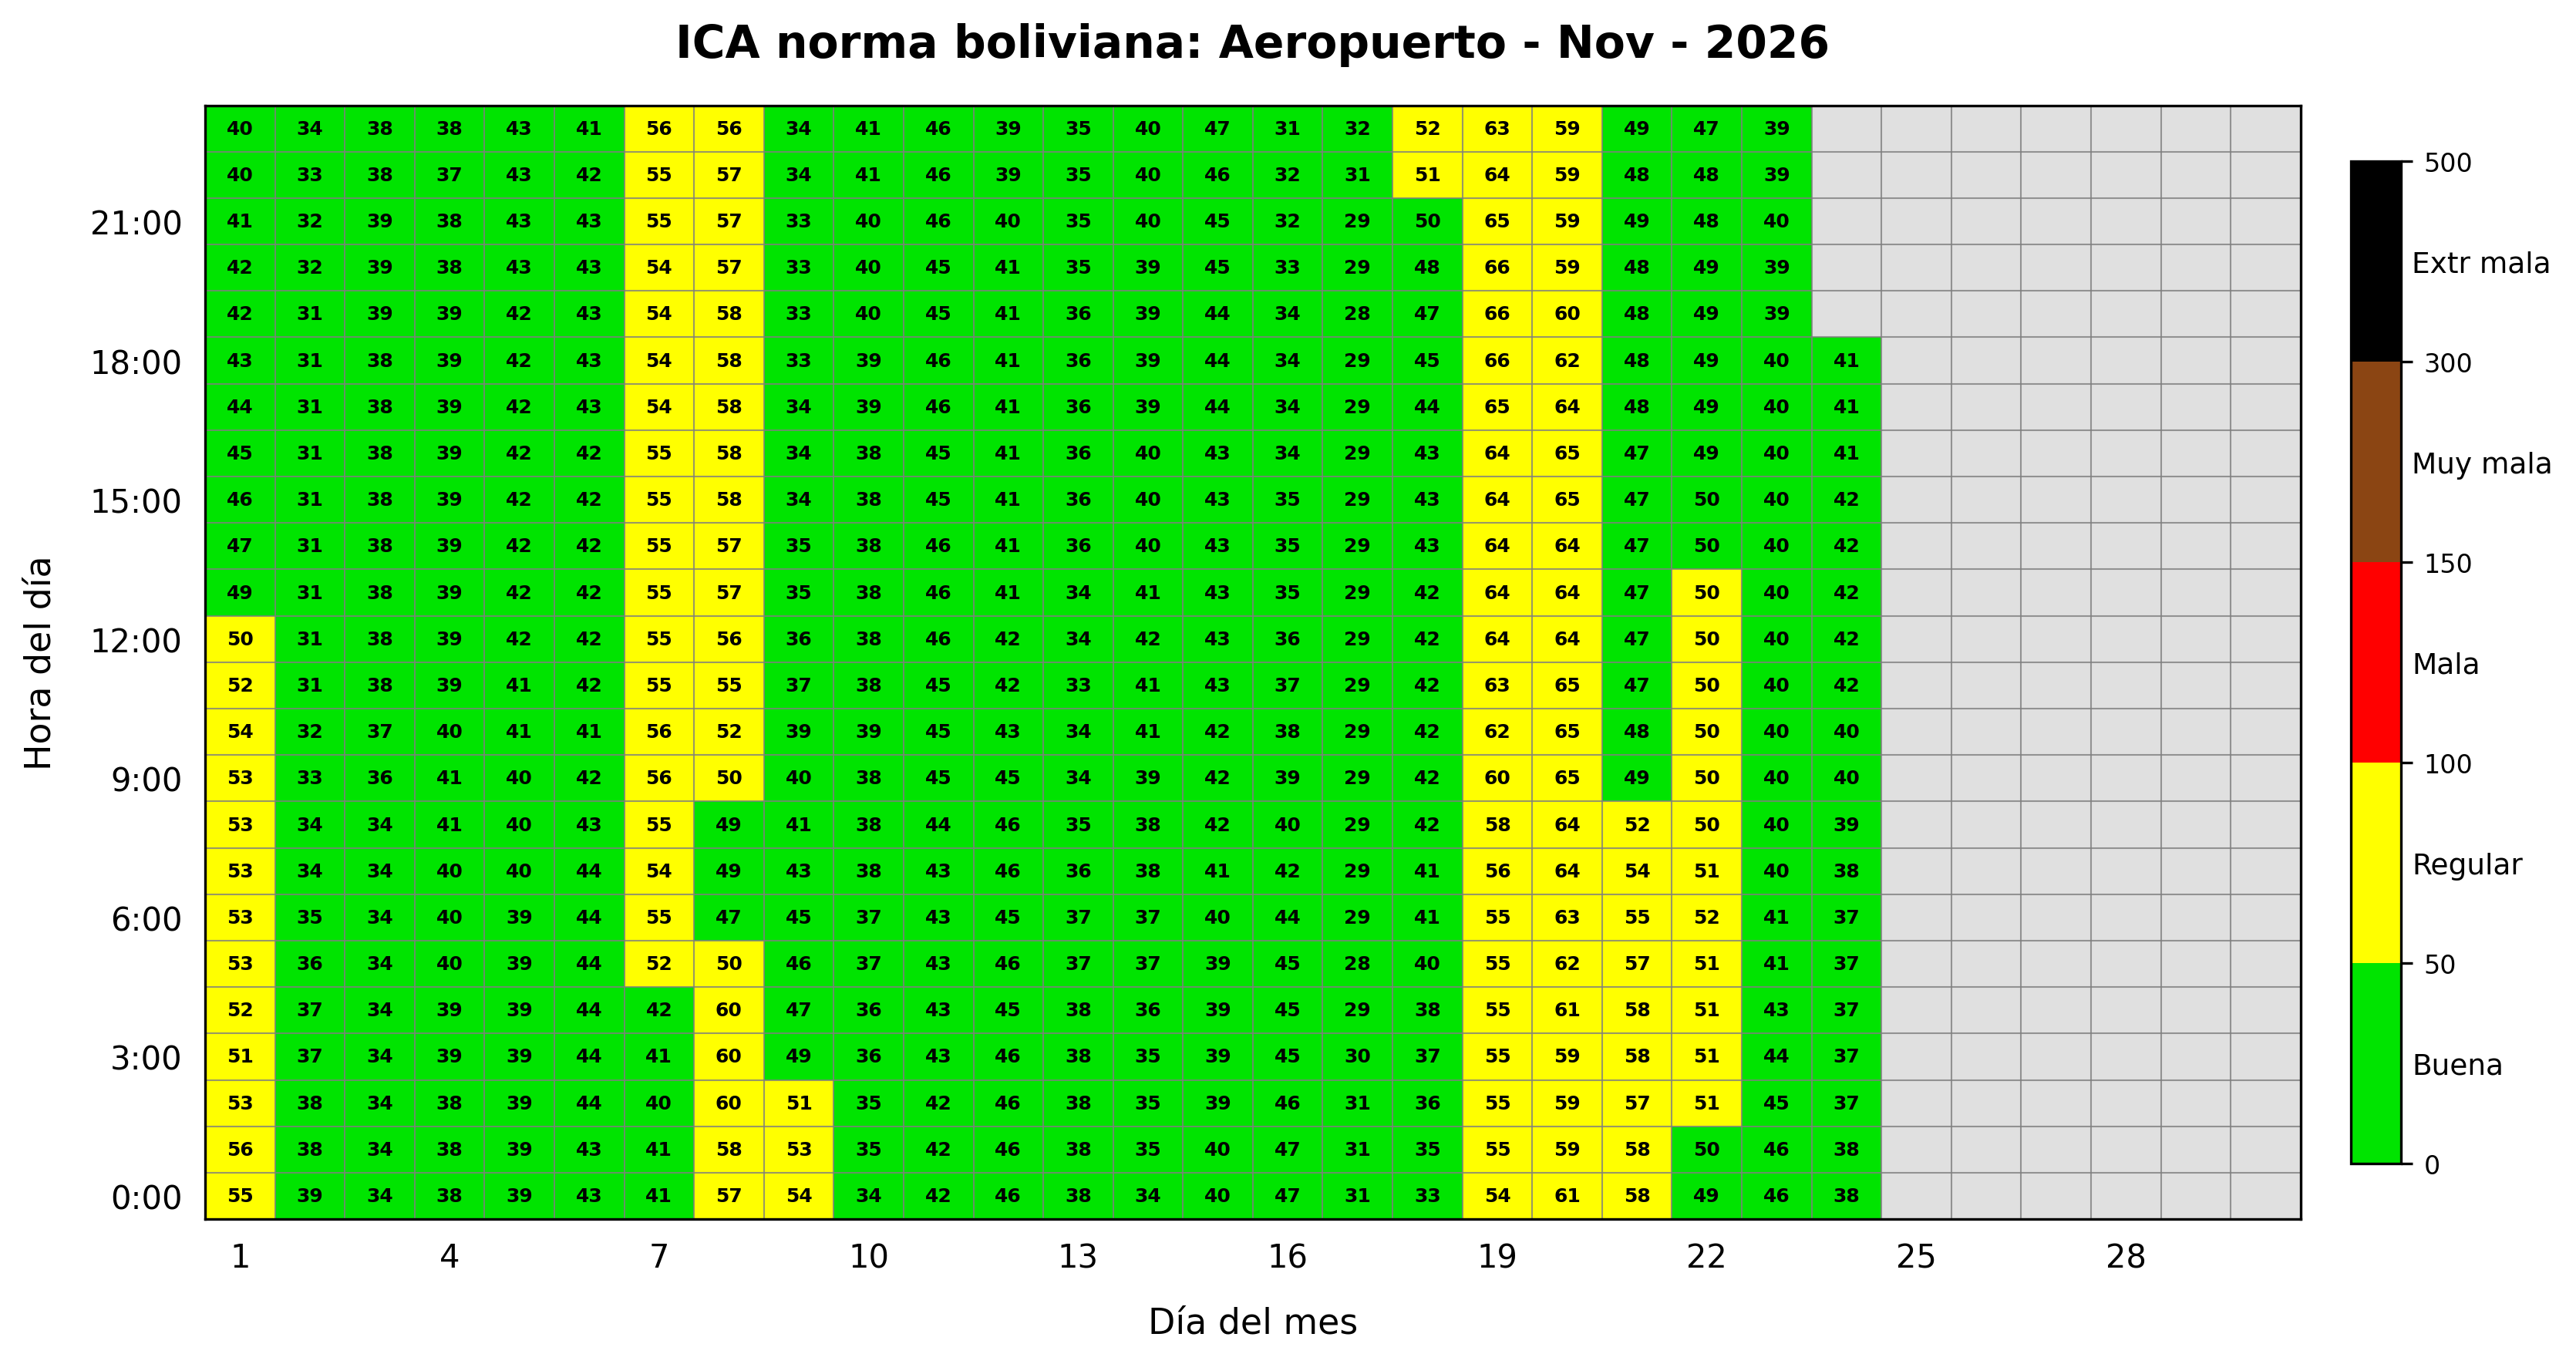 ICA norma boliviana: Aeropuerto - Nov - 2026
40 34 38 38 43 41 56 56 34 41 46 39 35 40 47 31 32 52 63 59 49 47 39
40 33 38 37 43 42 55 57 34 41 46 39 35 40 46 32 31 51 64 59 48 48 39
21:00 41 32 39 38 43 43 55 57 33 40 46 40 35 40 45 32 29 50 65 59 49 48 40
42 32 39 38 43 43 54 57 33 40 45 41 35 39 45 33 29 48 66 59 48 49 39
42 31 39 39 42 43 54 58 33 40 45 41 36 39 44 34 28 47 66 60 48 49 39
18:00 43 31 38 39 42 43 54 58 33 39 46 41 36 39 44 34 29 45 66 62 48 49 40 41
44 31 38 39 42 43 54 58 34 39 46 41 36 39 44 34 29 44 65 64 48 49 40 41
45 31 38 39 42 42 55 58 34 38 45 41 36 40 43 34 29 43 64 65 47 49 40 41
15:00 46 31 38 39 42 42 55 58 34 38 45 41 36 40 43 35 29 43 64 65 47 50 40 42
47 31 38 39 42 42 55 57 35 38 46 41 36 40 43 35 29 43 64 64 47 50 40 42
49 31 38 39 42 42 55 57 35 38 46 41 34 41 43 35 29 42 64 64 47 50 40 42
12:00 50 31 38 39 42 42 55 56 36 38 46 42 34 42 43 36 29 42 64 64 47 50 40 42
52 31 38 39 41 42 55 55 37 38 45 42 33 41 43 37 29 42 63 65 47 50 40 42
54 32 37 40 41 41 56 52 39 39 45 43 34 41 42 38 29 42 62 65 48 50 40 40
9:00 53 33 36 41 40 42 56 50 40 38 45 45 34 39 42 39 29 42 60 65 49 50 40 40
53 34 34 41 40 43 55 49 41 38 44 46 35 38 42 40 29 42 58 64 52 50 40 39
53 34 34 40 40 44 54 49 43 38 43 46 36 38 41 42 29 41 56 64 54 51 40 38
6:00 53 35 34 40 39 44 55 47 45 37 43 45 37 37 40 44 29 41 55 63 55 52 41 37
53 36 34 40 39 44 52 50 46 37 43 46 37 37 39 45 28 40 55 62 57 51 41 37
52 37 34 39 39 44 42 60 47 36 43 45 38 36 39 45 29 38 55 61 58 51 43 37
3:00 51 37 34 39 39 44 41 60 49 36 43 46 38 35 39 45 30 37 55 59 58 51 44 37
53 38 34 38 39 44 40 60 51 35 42 46 38 35 39 46 31 36 55 59 57 51 45 37
56 38 34 38 39 43 41 58 53 35 42 46 38 35 40 47 31 35 55 59 58 50 46 38
0:00 55 39 34 38 39 43 41 57 54 34 42 46 38 34 40 47 31 33 54 61 58 49 46 38
1 4 7 10 13 16 19 22 25 28
Día del mes
Hora del día
500
Extr mala
300
Muy mala
150
Mala
100
Regular
50
Buena
0